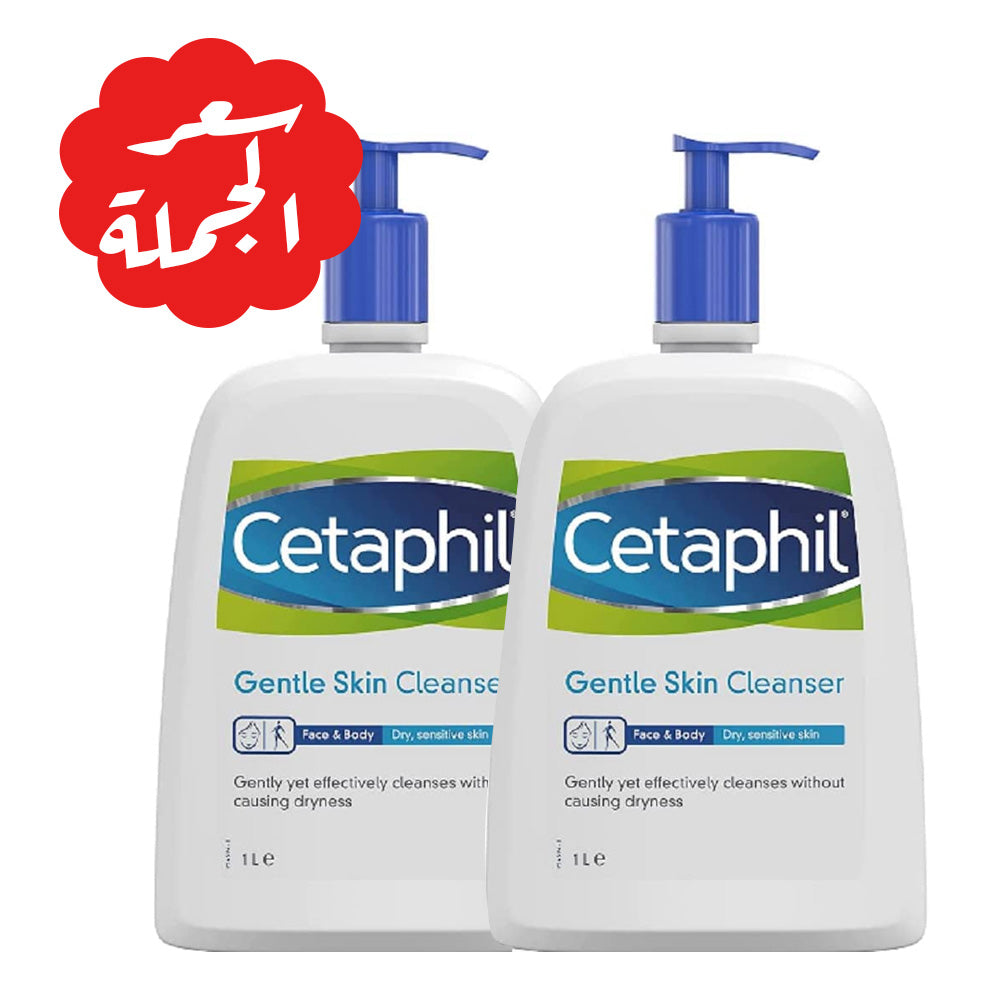 سعر
الجملة
Cetaphil
Gentle Skin Cleanse
Face & Body Dry, sensitive skin
Gently yet effectively cleanses with
causing dryness
1 L e
Cetaphil®
Gentle Skin Cleanser
Face & Body Dry, sensitive skin
Gently yet effectively cleanses without
causing dryness
1 L e